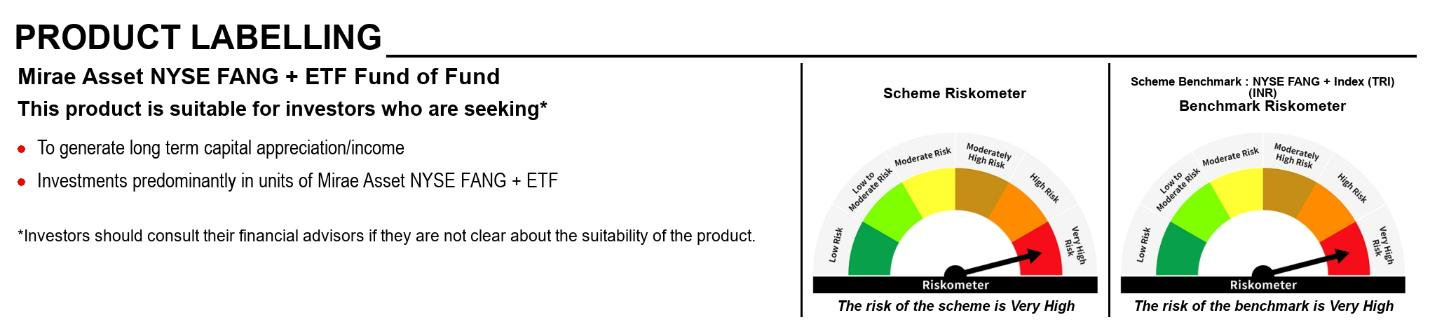 PRODUCT LABELLING
Mirae Asset NYSE FANG + ETF Fund of Fund
This product is suitable for investors who are seeking*
• To generate long term capital appreciation/income
• Investments predominantly in units of Mirae Asset NYSE FANG + ETF
*Investors should consult their financial advisors if they are not clear about the suitability of the product.
Scheme Riskometer
Low Risk
Low to
Moderate Risk
Moderate Risk
Moderately
High Risk
High Risk
Very High
Risk
Riskometer
The risk of the scheme is Very High
Scheme Benchmark : NYSE FANG + Index (TRI)
(INR)
Benchmark Riskometer
Low Risk
Low to
Moderate Risk
Moderate Risk
Moderately
High Risk
High Risk
Very High
Risk
Riskometer
The risk of the benchmark is Very High